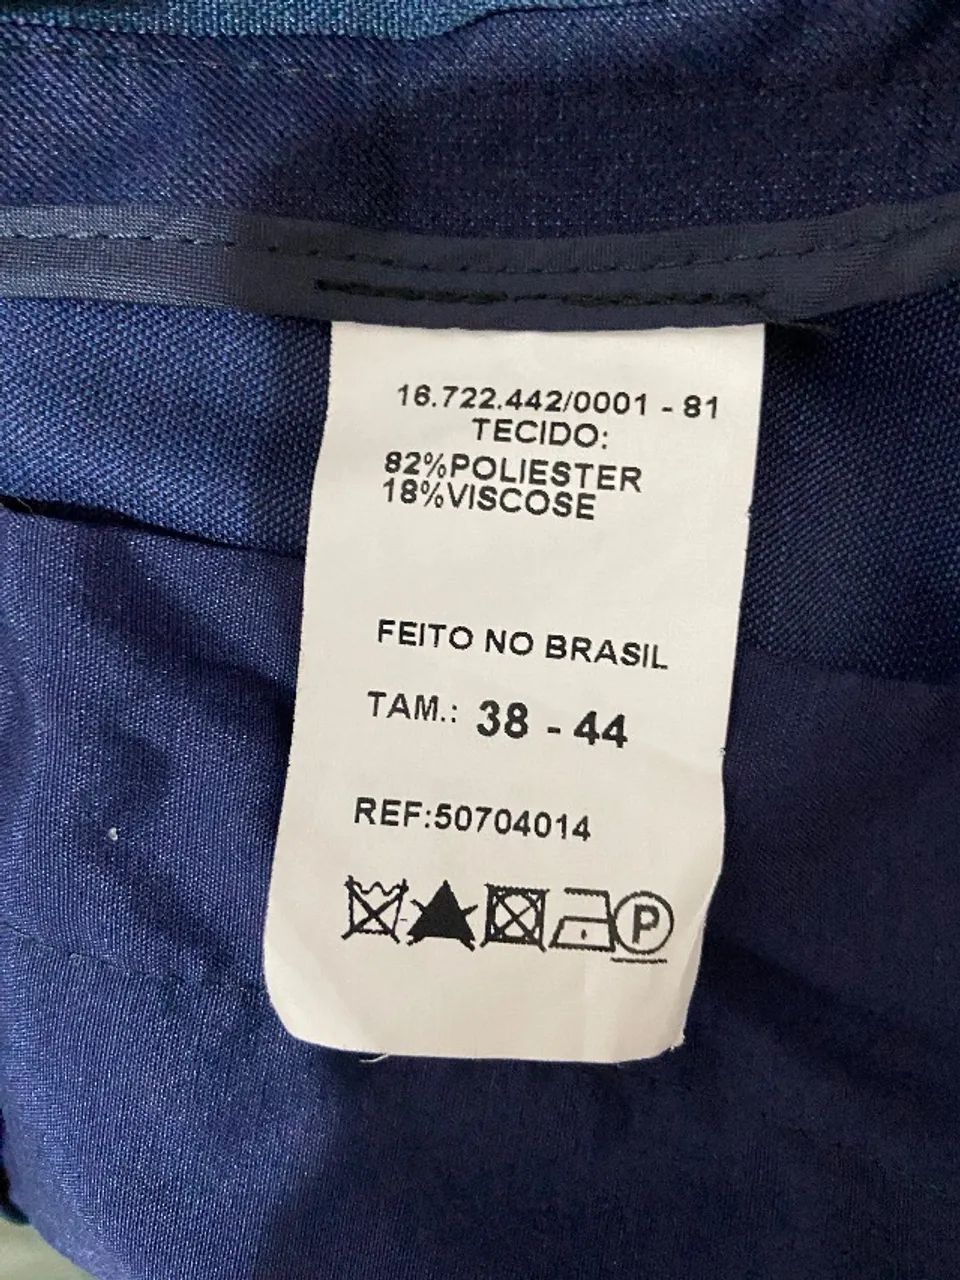 16.722.442/0001 - 81
TECIDO:
82%POLIESTER
18%VISCOSE
FEITO NO BRASIL
TAM.: 38 - 44
REF:50704014
P